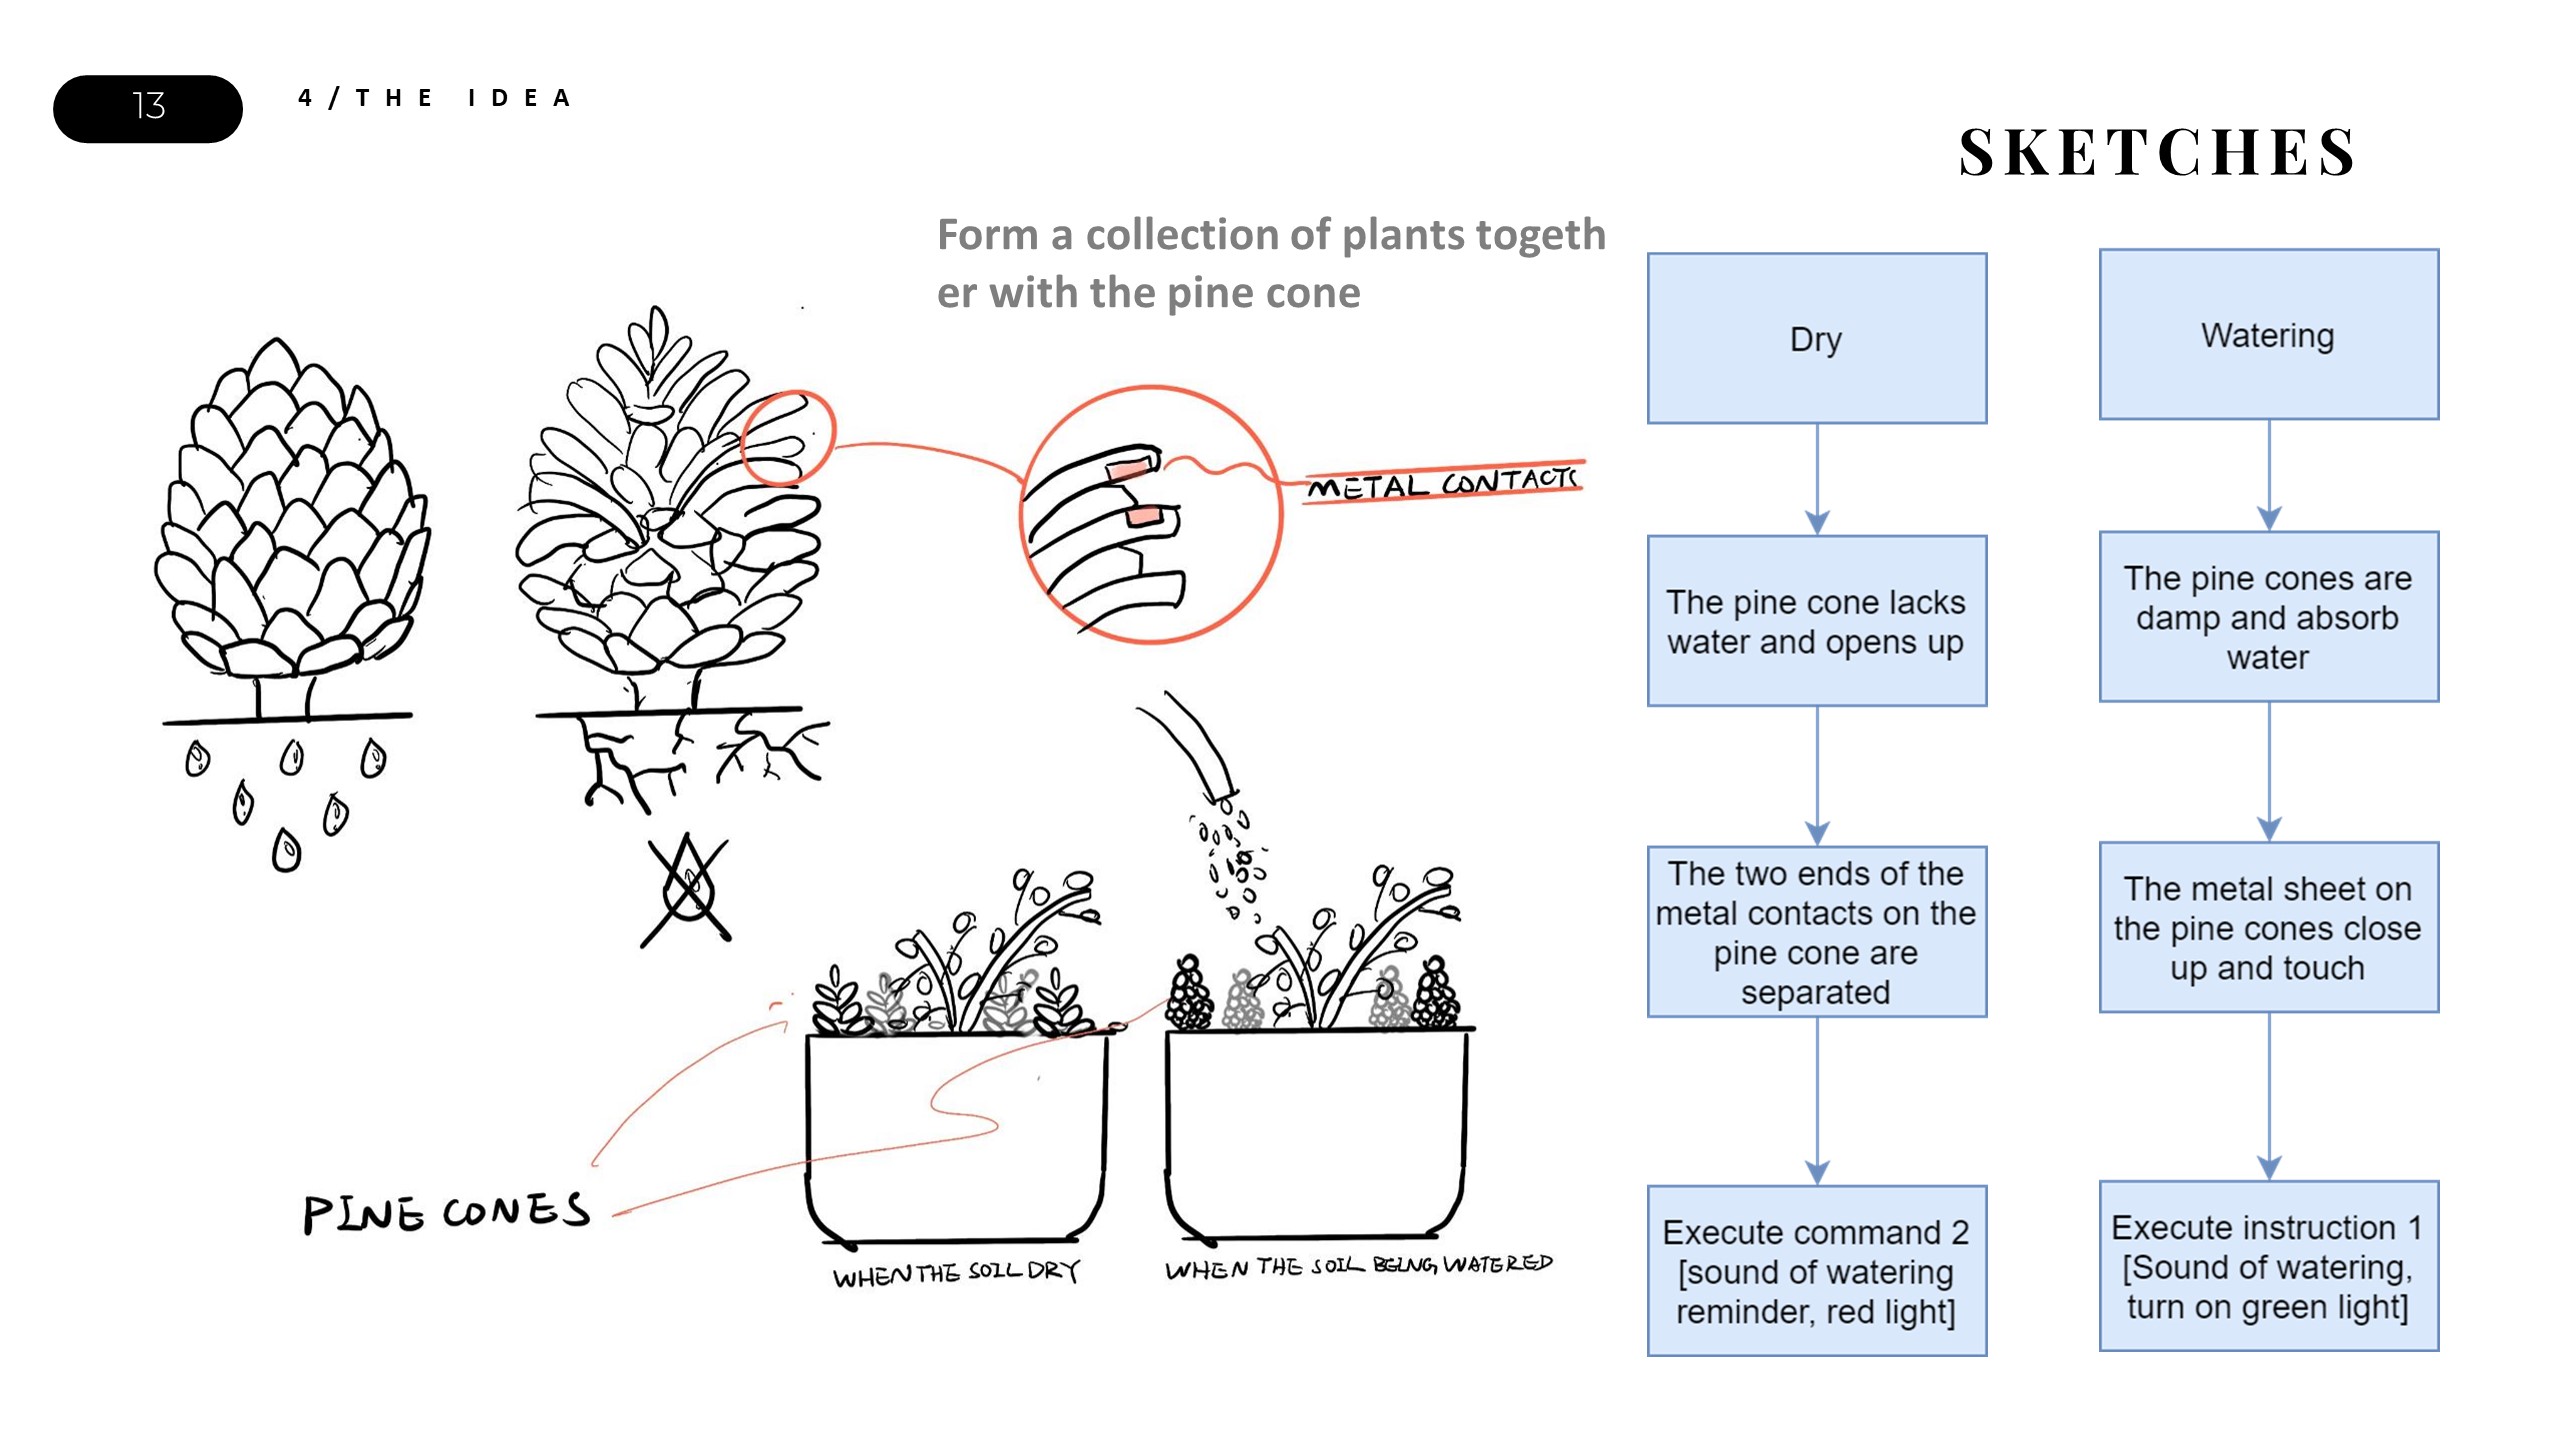 13
4/THE IDEA
SKETCHES
Form a collection of plants togeth
er with the pine cone
METAL CONTACTS
PINE CONES
WHEN THE SOIL DRY
WHEN THE SOIL BEING WATERED
Dry
The pine cone lacks
water and opens up
The two ends of the
metal contacts on the
pine cone are
separated
Execute command 2
[sound of watering
reminder, red light]
Watering
The pine cones are
damp and absorb
water
The metal sheet on
the pine cones close
up and touch
Execute instruction 1
[Sound of watering,
turn on green light]